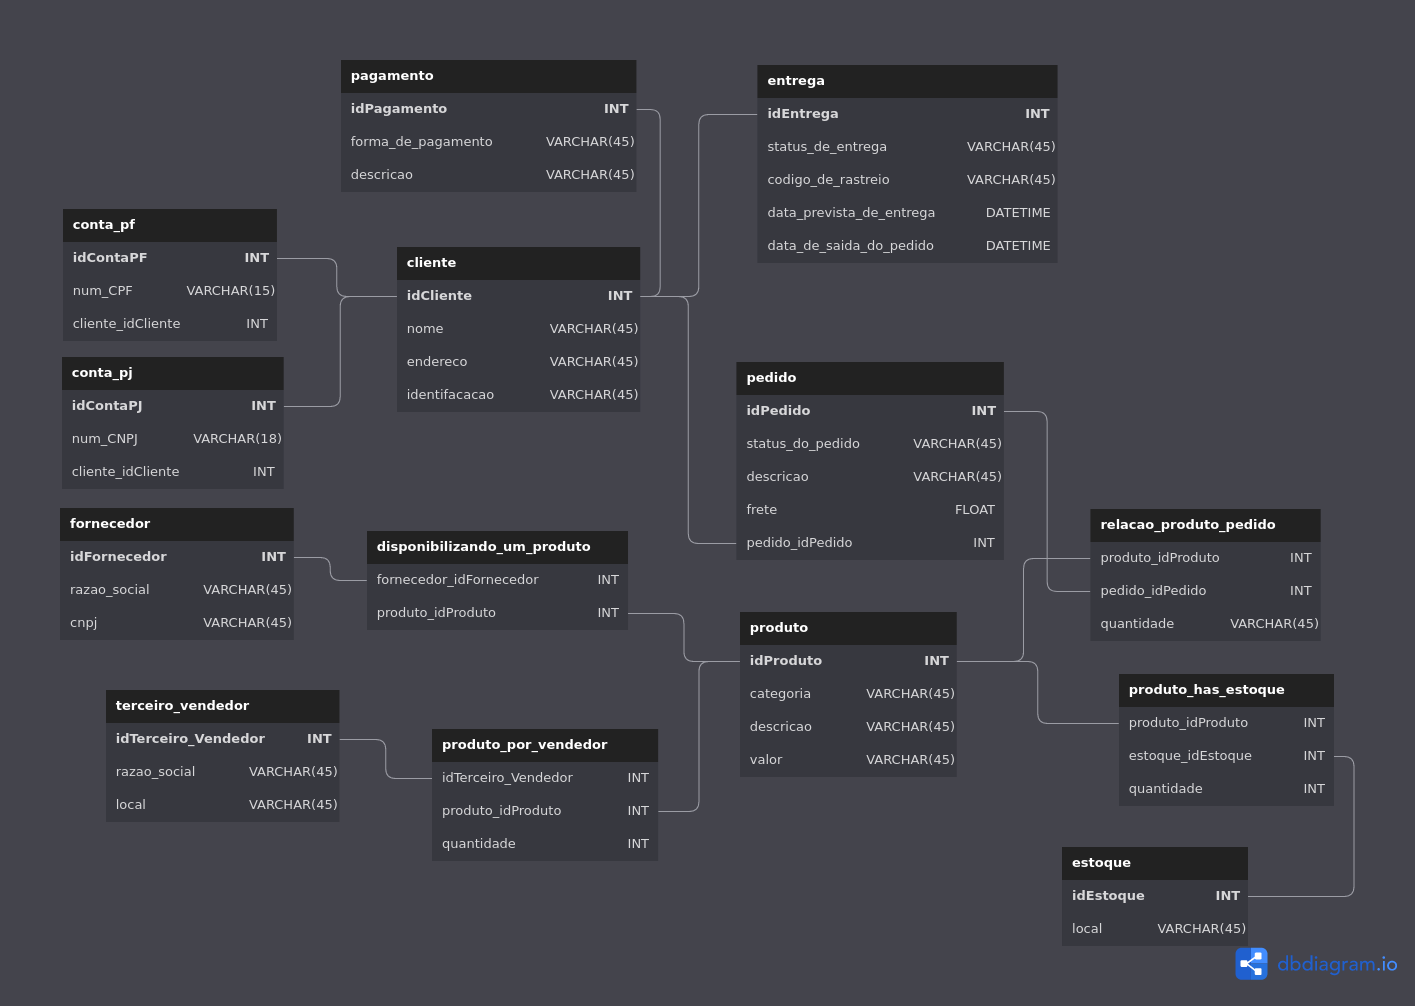 pagamento
idPagamento INT
forma_de_pagamento VARCHAR(45)
descricao VARCHAR(45)
entrega
idEntrega INT
status_de_entrega VARCHAR(45)
codigo_de_rastreio VARCHAR(45)
data_prevista_de_entrega DATETIME
data_de_saida_do_pedido DATETIME
conta_pf
idContaPF INT
num_CPF VARCHAR(15)
cliente_idCliente INT
cliente
idCliente INT
nome VARCHAR(45)
endereco VARCHAR(45)
identifacacao VARCHAR(45)
conta_pj
idContaPJ INT
num_CNPJ VARCHAR(18)
cliente_idCliente INT
pedido
idPedido INT
status_do_pedido VARCHAR(45)
descricao VARCHAR(45)
frete FLOAT
pedido_idPedido INT
fornecedor
idFornecedor INT
razao_social VARCHAR(45)
cnpj VARCHAR(45)
disponibilizando_um_produto
fornecedor_idFornecedor INT
produto_idProduto INT
relacao_produto_pedido
produto_idProduto INT
pedido_idPedido INT
quantidade VARCHAR(45)
produto
idProduto INT
categoria VARCHAR(45)
descricao VARCHAR(45)
valor VARCHAR(45)
produto_has_estoque
produto_idProduto INT
estoque_idEstoque INT
quantidade INT
terceiro_vendedor
idTerceiro_Vendedor INT
razao_social VARCHAR(45)
local VARCHAR(45)
produto_por_vendedor
idTerceiro_Vendedor INT
produto_idProduto INT
quantidade INT
estoque
idEstoque INT
local VARCHAR(45)
dbdiagram.io